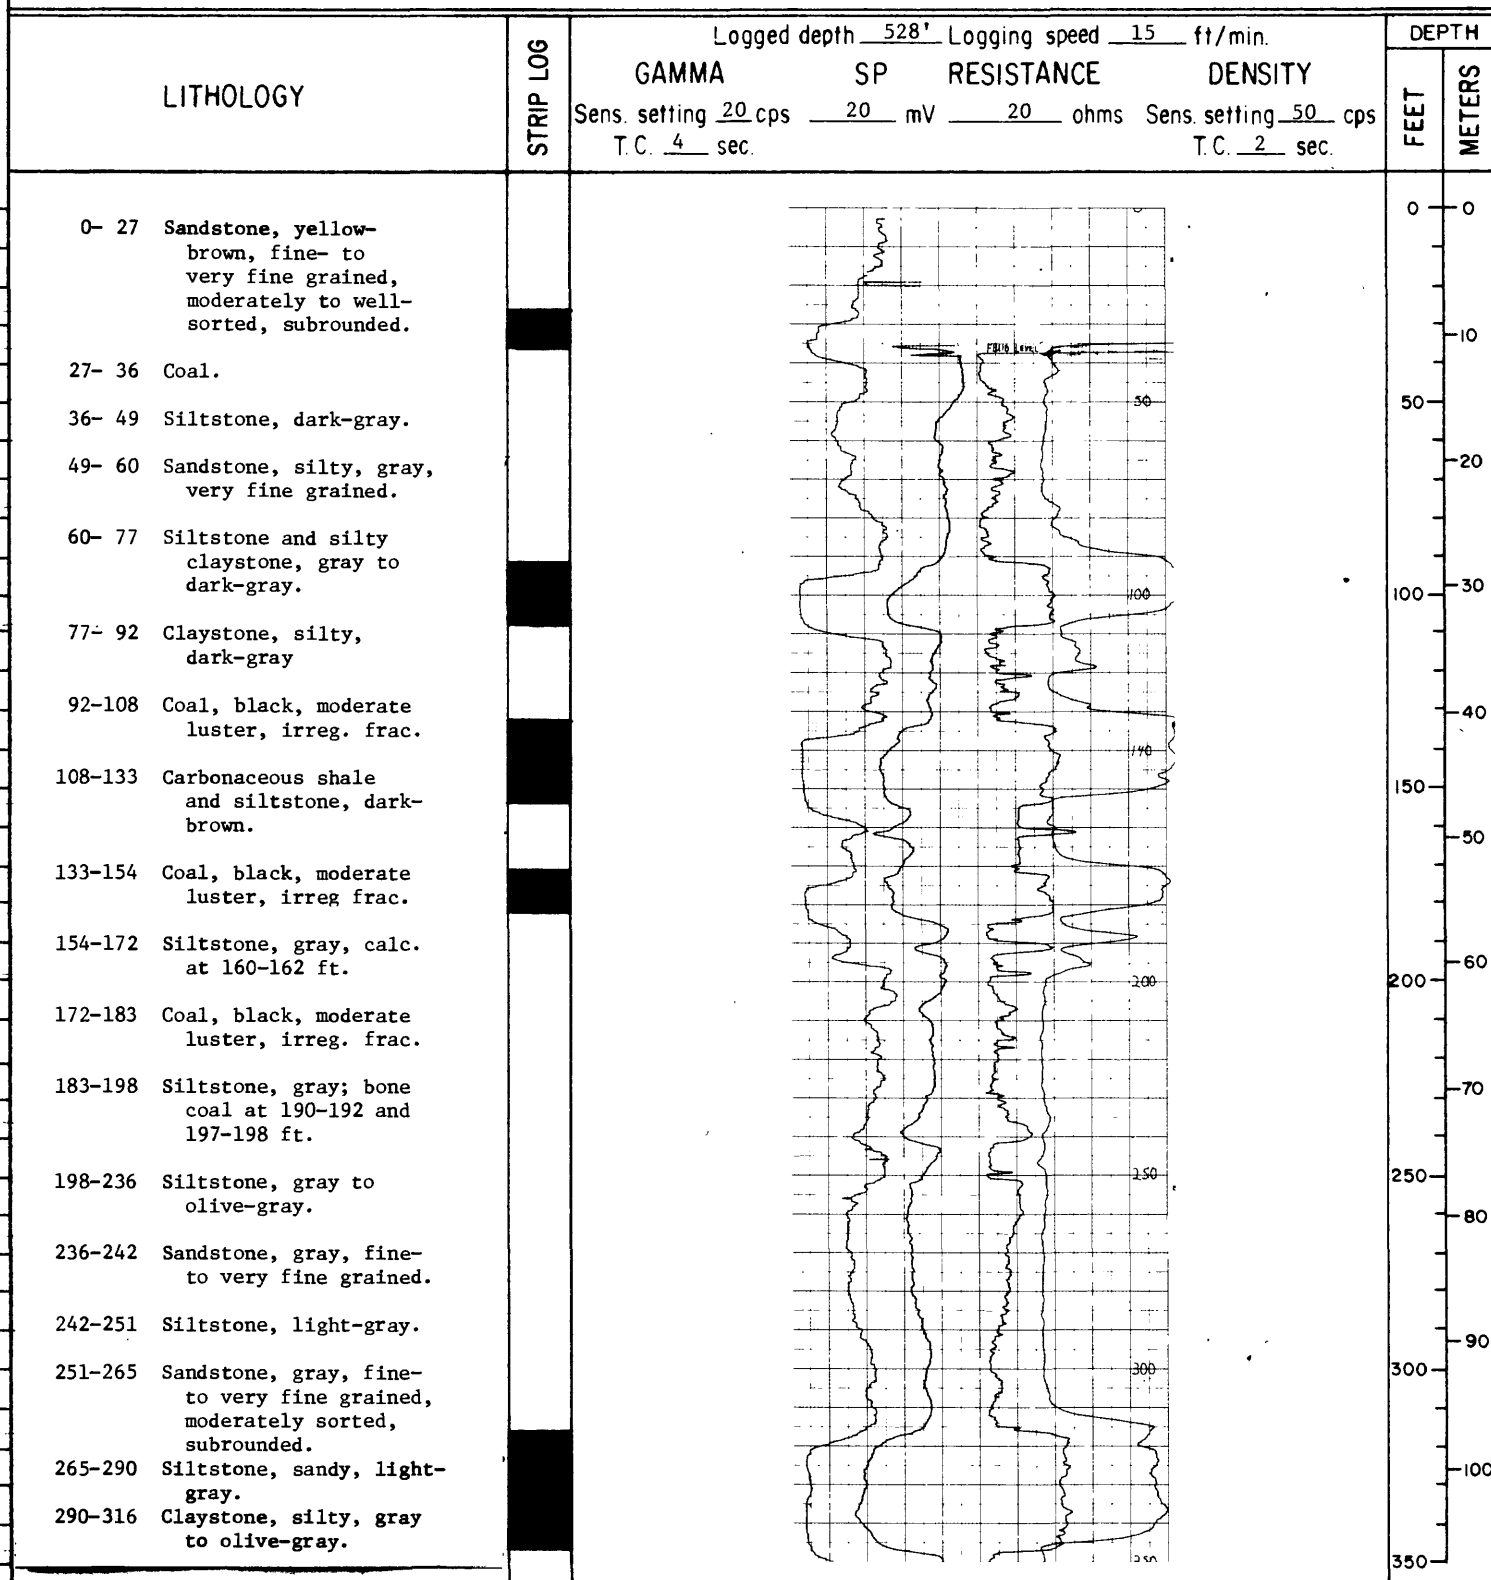 Logged depth 528' Logging speed 15 ft/min.
DEPTH
LITHOLOGY
STRIP LOG
GAMMA SP RESISTANCE DENSITY
Sens. setting 20 cps 20 mV 20 ohms Sens. setting 50 cps
T.C. 4 sec. T.C. 2 sec.
FEET
METERS
0- 27 Sandstone, yellow-
brown, fine- to
very fine grained,
moderately to well-
sorted, subrounded.
27- 36 Coal.
36- 49 Siltstone, dark-gray.
49- 60 Sandstone, silty, gray,
very fine grained.
60- 77 Siltstone and silty
claystone, gray to
dark-gray.
77- 92 Claystone, silty,
dark-gray
92-108 Coal, black, moderate
luster, irreg. frac.
108-133 Carbonaceous shale
and siltstone, dark-
brown.
133-154 Coal, black, moderate
luster, irreg frac.
154-172 Siltstone, gray, calc.
at 160-162 ft.
172-183 Coal, black, moderate
luster, irreg. frac.
183-198 Siltstone, gray; bone
coal at 190-192 and
197-198 ft.
198-236 Siltstone, gray to
olive-gray.
236-242 Sandstone, gray, fine-
to very fine grained.
242-251 Siltstone, light-gray.
251-265 Sandstone, gray, fine-
to very fine grained,
moderately sorted,
subrounded.
265-290 Siltstone, sandy, light-
gray.
290-316 Claystone, silty, gray
to olive-gray.
FLUID LEVEL
50
100
140
200
250
300
350
0
50
100
150
200
250
300
350
0
10
20
30
40
50
60
70
80
90
100